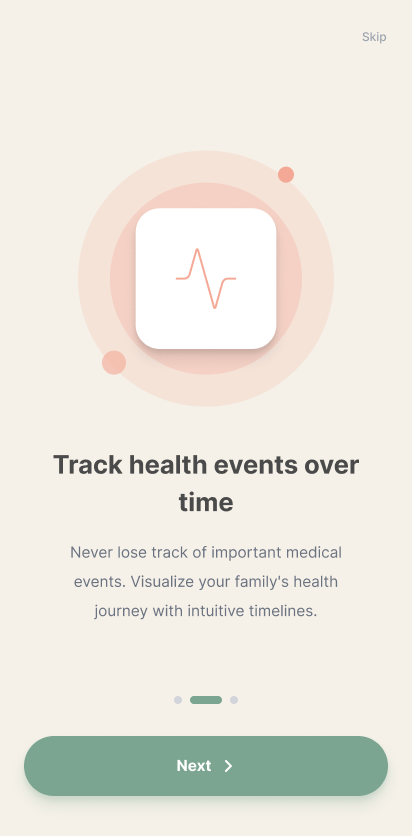 Skip
Track health events over
time
Never lose track of important medical
events. Visualize your family's health
journey with intuitive timelines.
Next